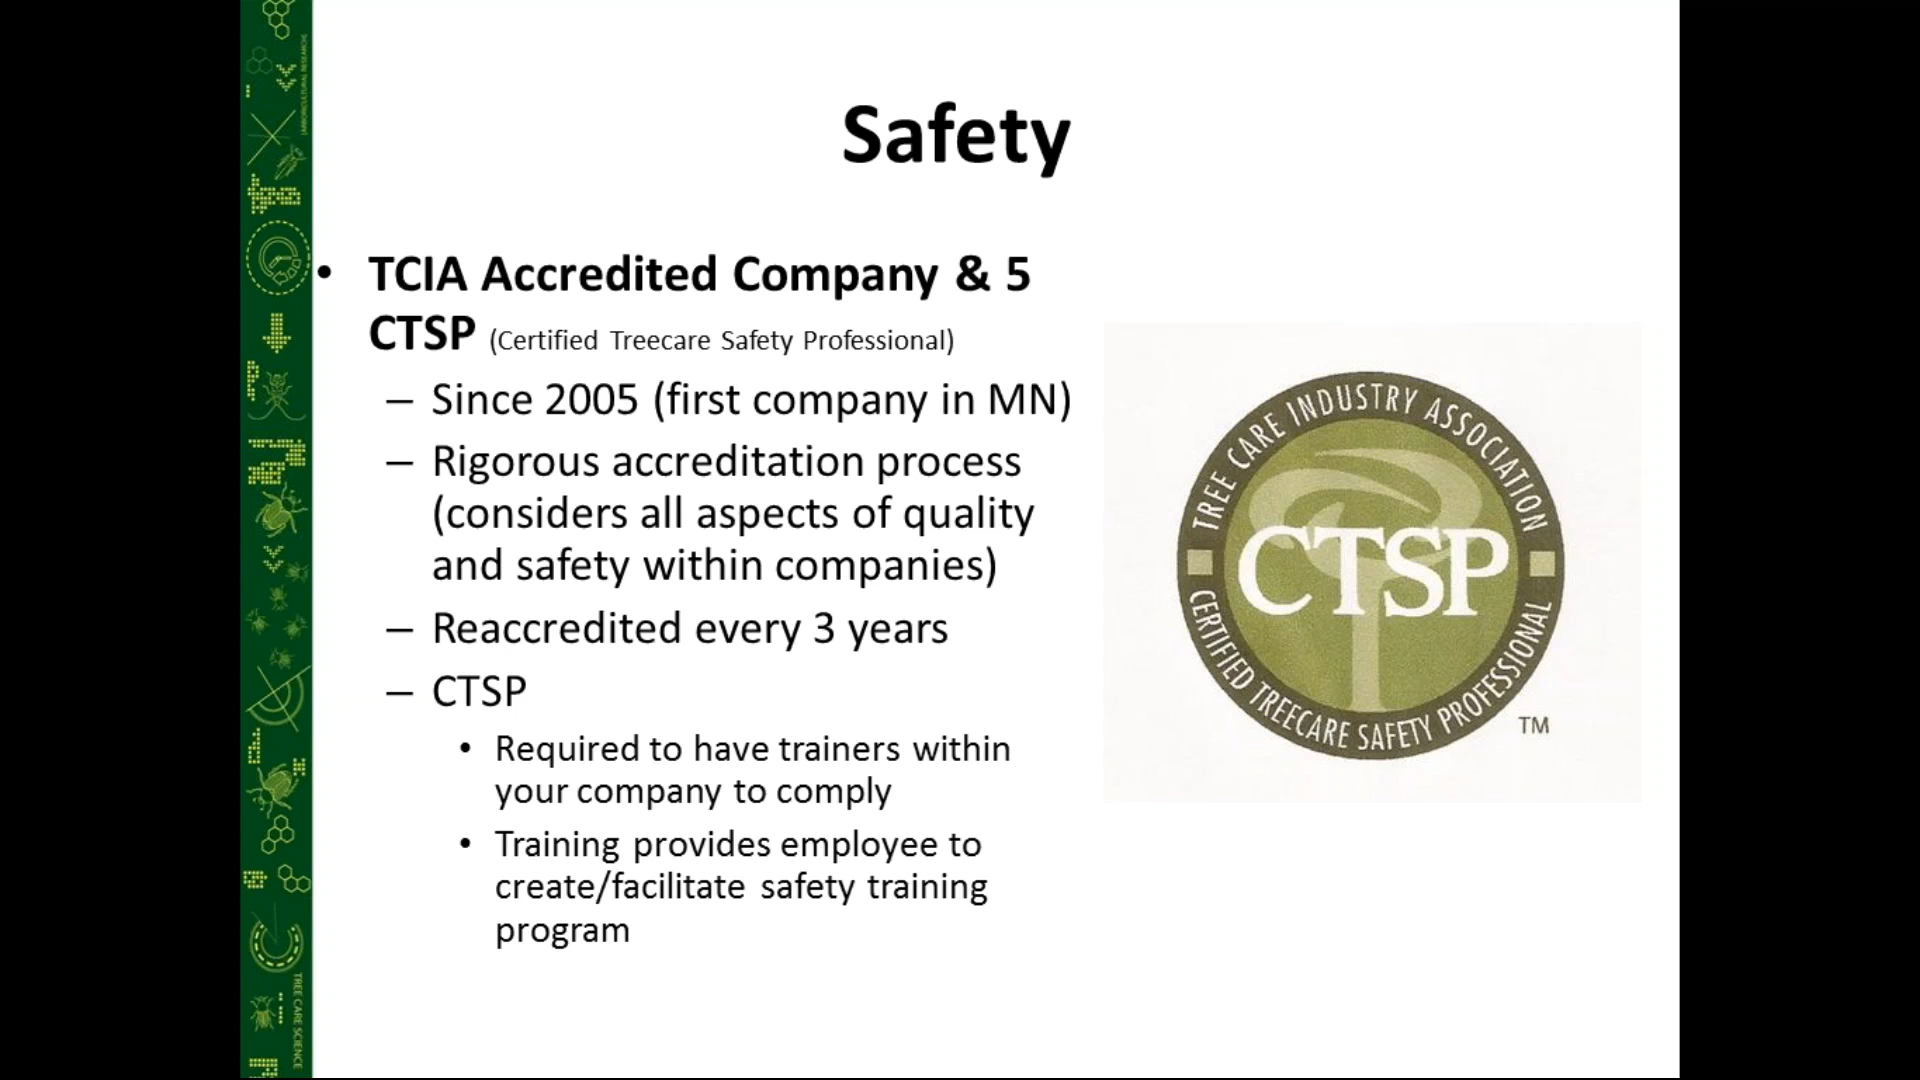 Safety
• TCIA Accredited Company & 5
CTSP (Certified Treecare Safety Professional)
– Since 2005 (first company in MN)
– Rigorous accreditation process
(considers all aspects of quality
and safety within companies)
– Reaccredited every 3 years
– CTSP
• Required to have trainers within
your company to comply
• Training provides employee to
create/facilitate safety training
program
TREE CARE INDUSTRY ASSOCIATION
CTSP
CERTIFIED TREECARE SAFETY PROFESSIONAL
TM
TREE CARE SCIENCE